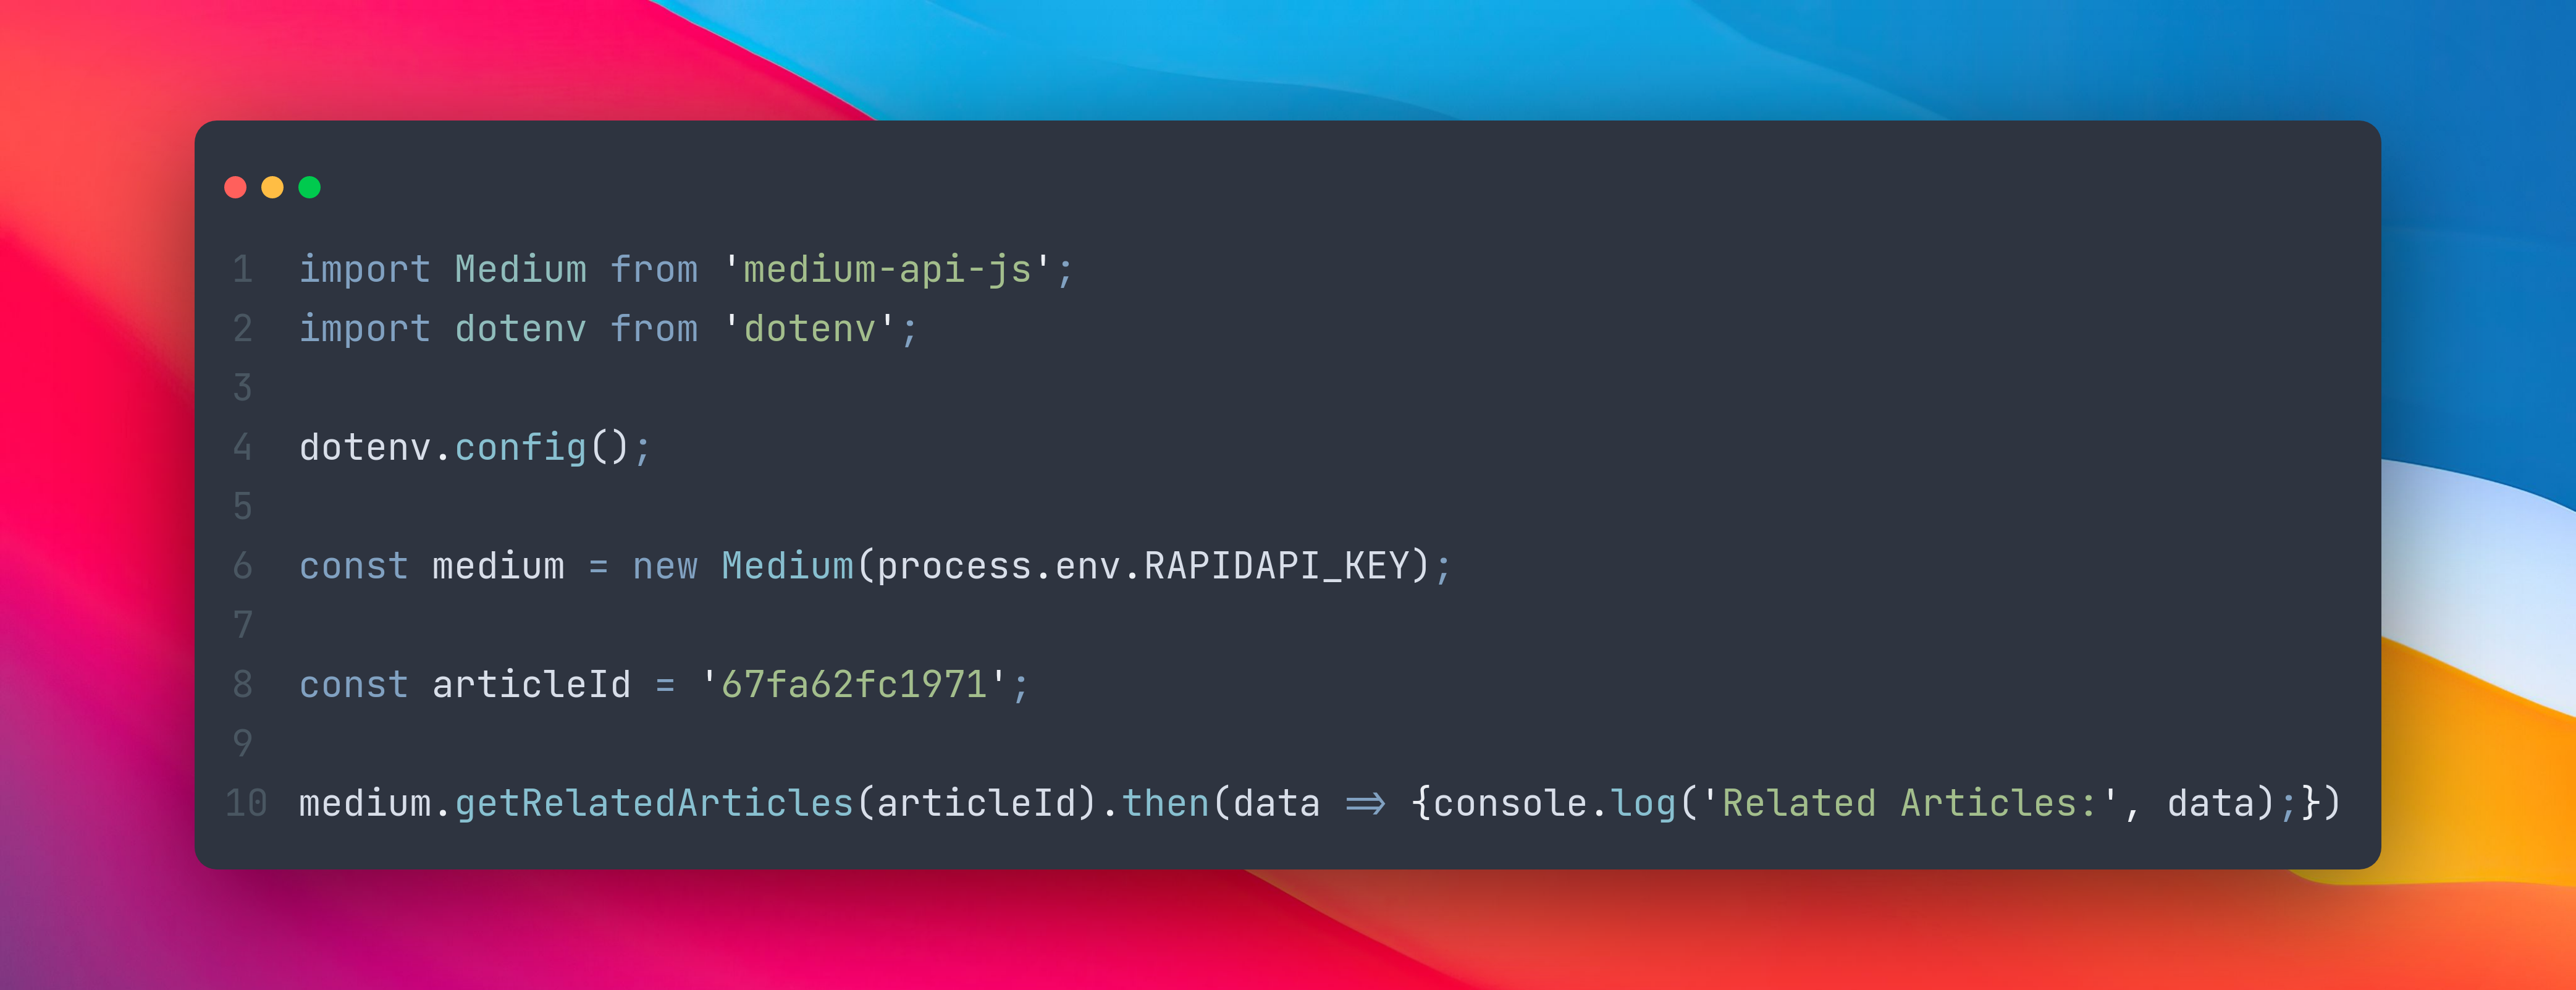 1 import Medium from 'medium-api-js';
2 import dotenv from 'dotenv';
3
4 dotenv.config();
5
6 const medium = new Medium(process.env.RAPIDAPI_KEY);
7
8 const articleId = '67fa62fc1971';
9
10 medium.getRelatedArticles(articleId).then(data => {console.log('Related Articles:', data);})